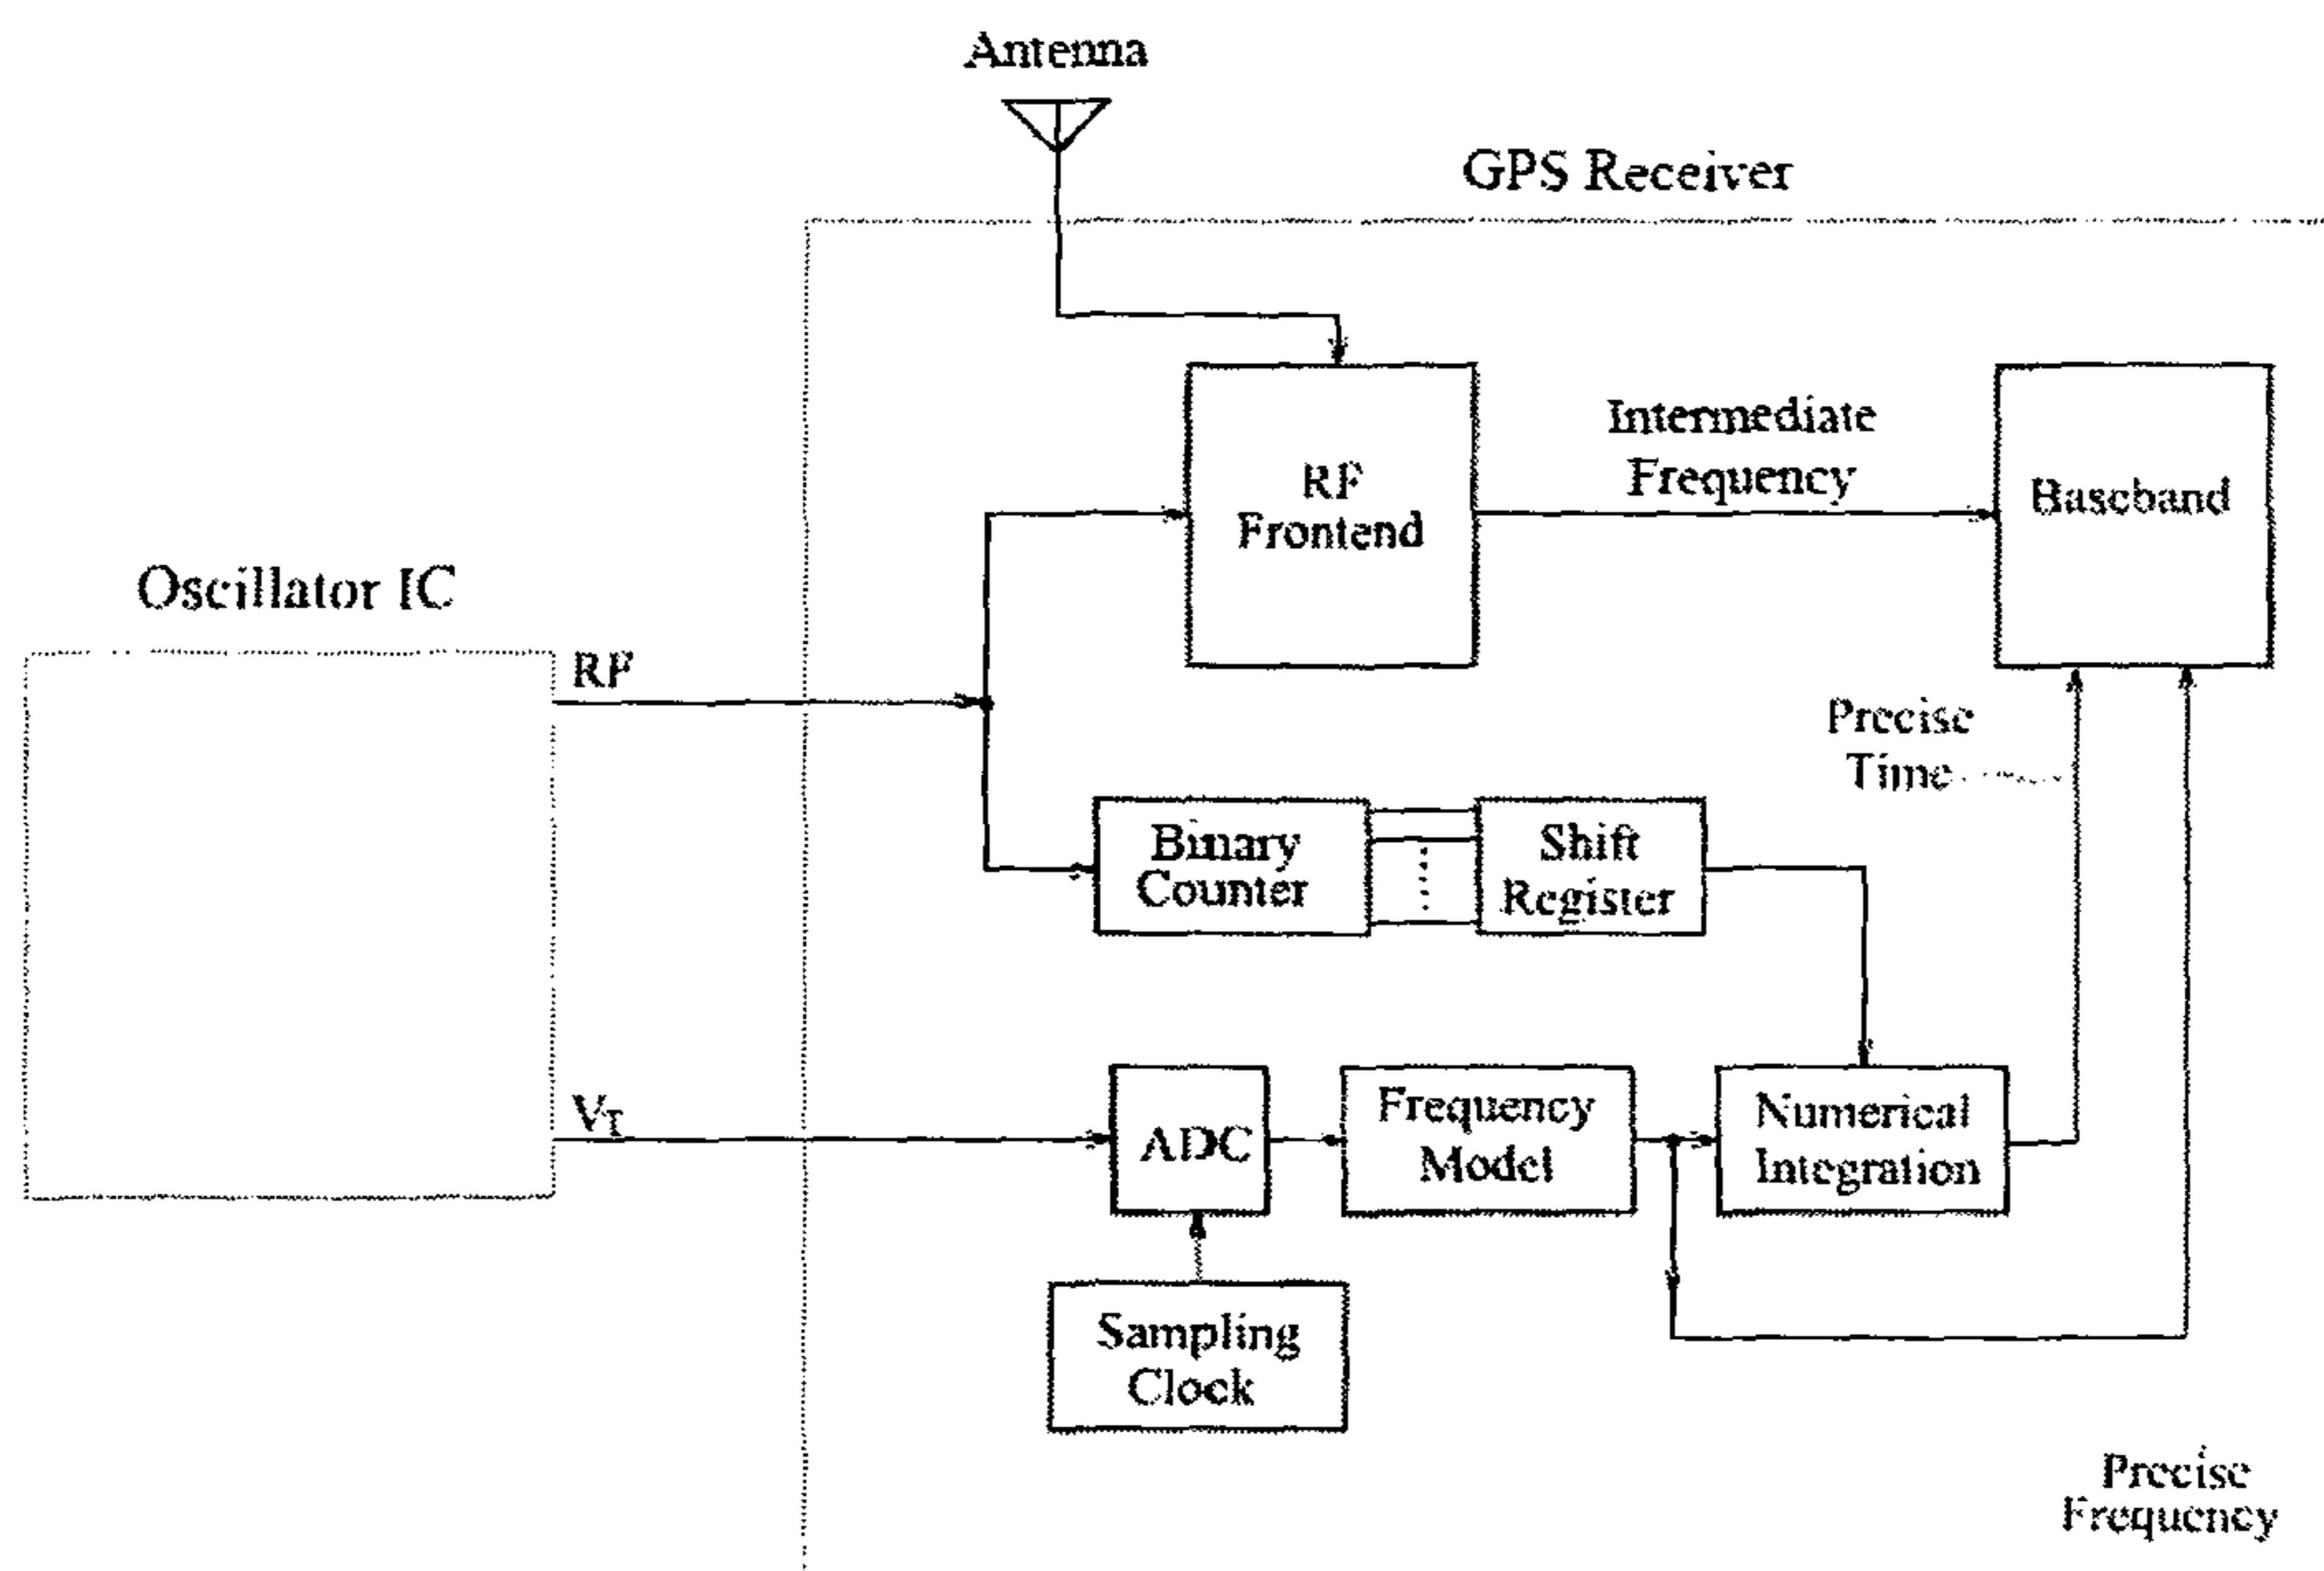 Antenna
GPS Receiver
Intermediate
Frequency
RF
Frontend
Baseband
Oscillator IC
RF
Precise
Time
Binary
Counter
Shift
Register
VT
ADC
Frequency
Model
Numerical
Integration
Sampling
Clock
Precise
Frequency